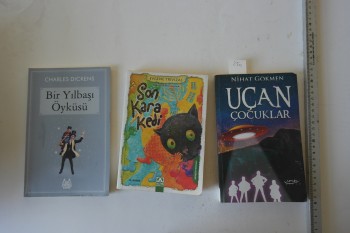 CHARLES DICKENS
Bir Yılbaşı
Öyküsü
Son
Kara
Kedi
NİHAT GÖKMEN
UÇAN
ÇOCUKLAR